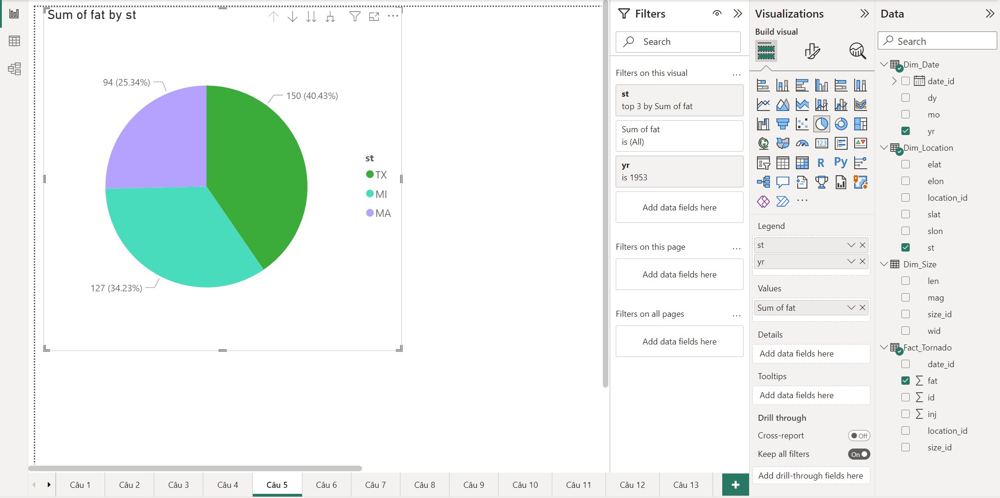 Sum of fat by st
94 (25.34%)
150 (40.43%)
127 (34.23%)
st
TX
MI
MA
Câu 1
Câu 2
Câu 3
Câu 4
Câu 5
Câu 6
Câu 7
Câu 8
Câu 9
Câu 10
Câu 11
Câu 12
Câu 13
+
Filters
Search
Filters on this visual
...
st
top 3 by Sum of fat
Sum of fat
is (All)
yr
is 1953
Add data fields here
Filters on this page
...
Add data fields here
Filters on all pages
...
Add data fields here
Visualizations
Build visual
123
R
Py
...
Legend
st
yr
Values
Sum of fat
Details
Add data fields here
Tooltips
Add data fields here
Drill through
Cross-report
Off
Keep all filters
On
Add drill-through fields here
Data
Search
Dim_Date
date_id
dy
mo
yr
Dim_Location
elat
elon
location_id
slat
slon
st
Dim_Size
len
mag
size_id
wid
Fact_Tornado
date_id
∑ fat
∑ id
∑ inj
location_id
size_id